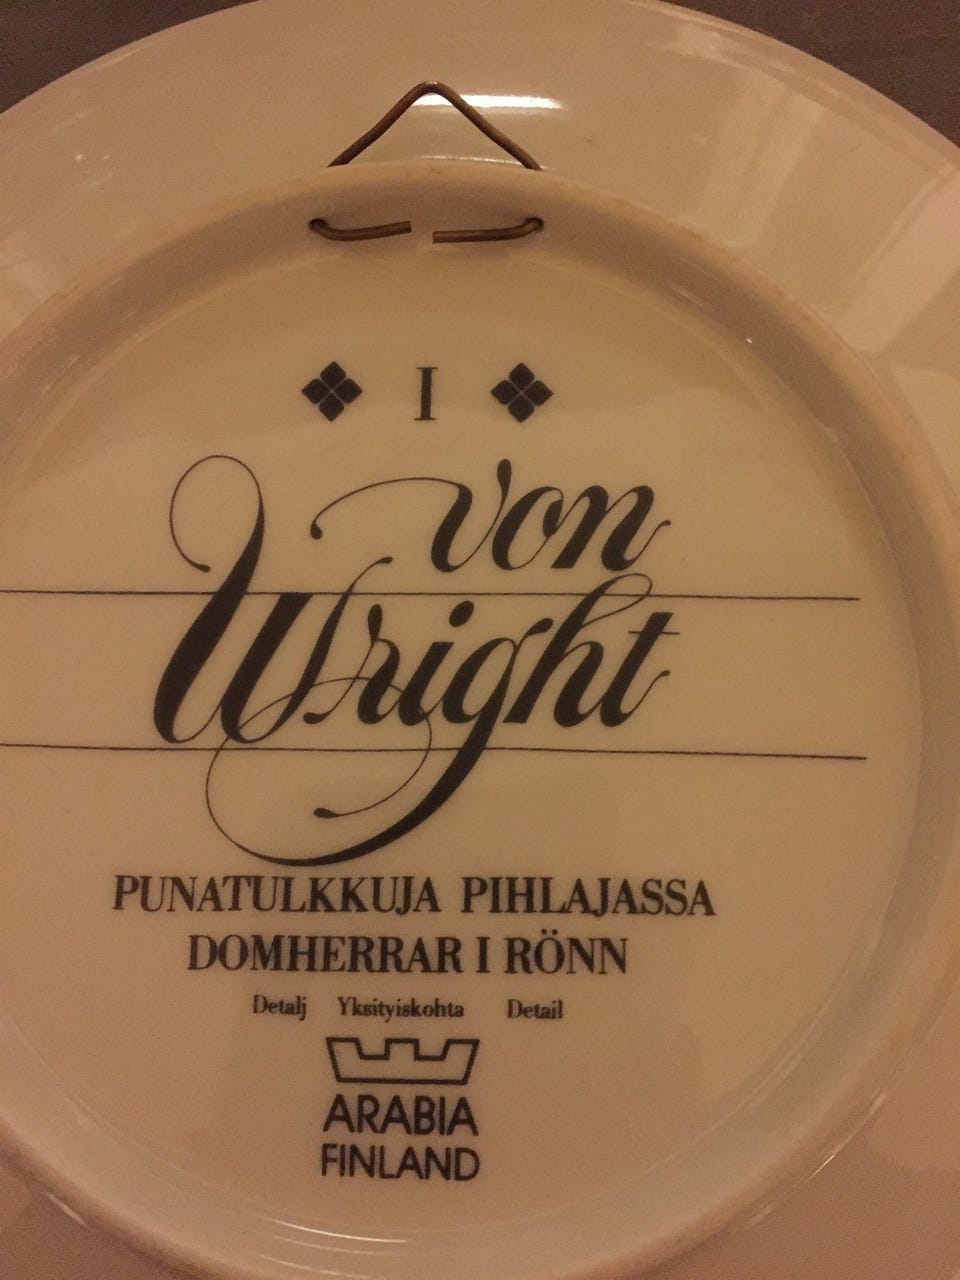 I
von
Wright
PUNATULKKUJA PIHLAJASSA
DOMHERRAR I RÖNN
Detalj Yksityiskohta Detail
ARABIA
FINLAND